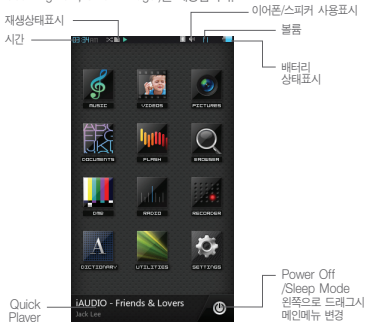 재생상태표시
이어폰/스피커 사용표시
시간
볼륨
배터리
상태표시
MUSIC
VIDEOS
PICTURES
DOCUMENTS
FLASH
BROWSER
DMB
RADIO
RECORDER
A
DICTIONARY
UTILITIES
SETTINGS
Quick
Player
iAUDIO - Friends & Lovers
Jack Lee
Power Off
/Sleep Mode
왼쪽으로 드래그시
메인메뉴 변경